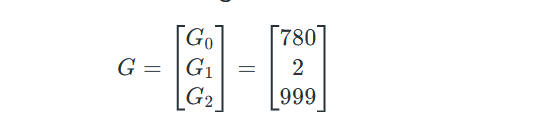 G = [G₀ G₁ G₂] = [780 2 999]